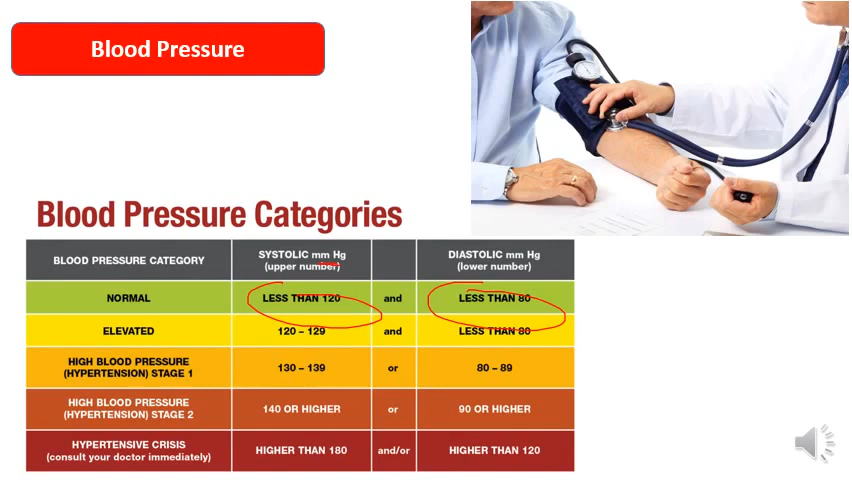 Blood Pressure
Blood Pressure Categories
BLOOD PRESSURE CATEGORY
SYSTOLIC mm Hg
(upper number)
DIASTOLIC mm Hg
(lower number)
NORMAL
LESS THAN 120
and
LESS THAN 80
ELEVATED
120 – 129
and
LESS THAN 80
HIGH BLOOD PRESSURE
(HYPERTENSION) STAGE 1
130 – 139
or
80 – 89
HIGH BLOOD PRESSURE
(HYPERTENSION) STAGE 2
140 OR HIGHER
or
90 OR HIGHER
HYPERTENSIVE CRISIS
(consult your doctor immediately)
HIGHER THAN 180
and/or
HIGHER THAN 120